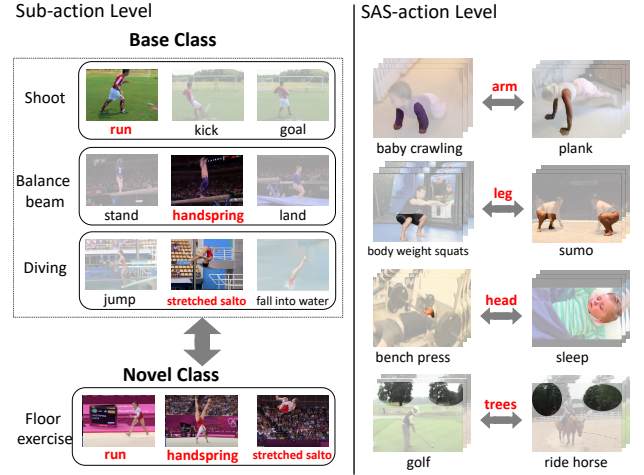 Sub-action Level
Base Class
Shoot
run
kick
goal
Balance
beam
stand
handspring
land
Diving
jump
stretched salto
fall into water
Novel Class
Floor
exercise
run
handspring
stretched salto
SAS-action Level
arm
baby crawling
plank
leg
body weight squats
sumo
head
bench press
sleep
trees
golf
ride horse